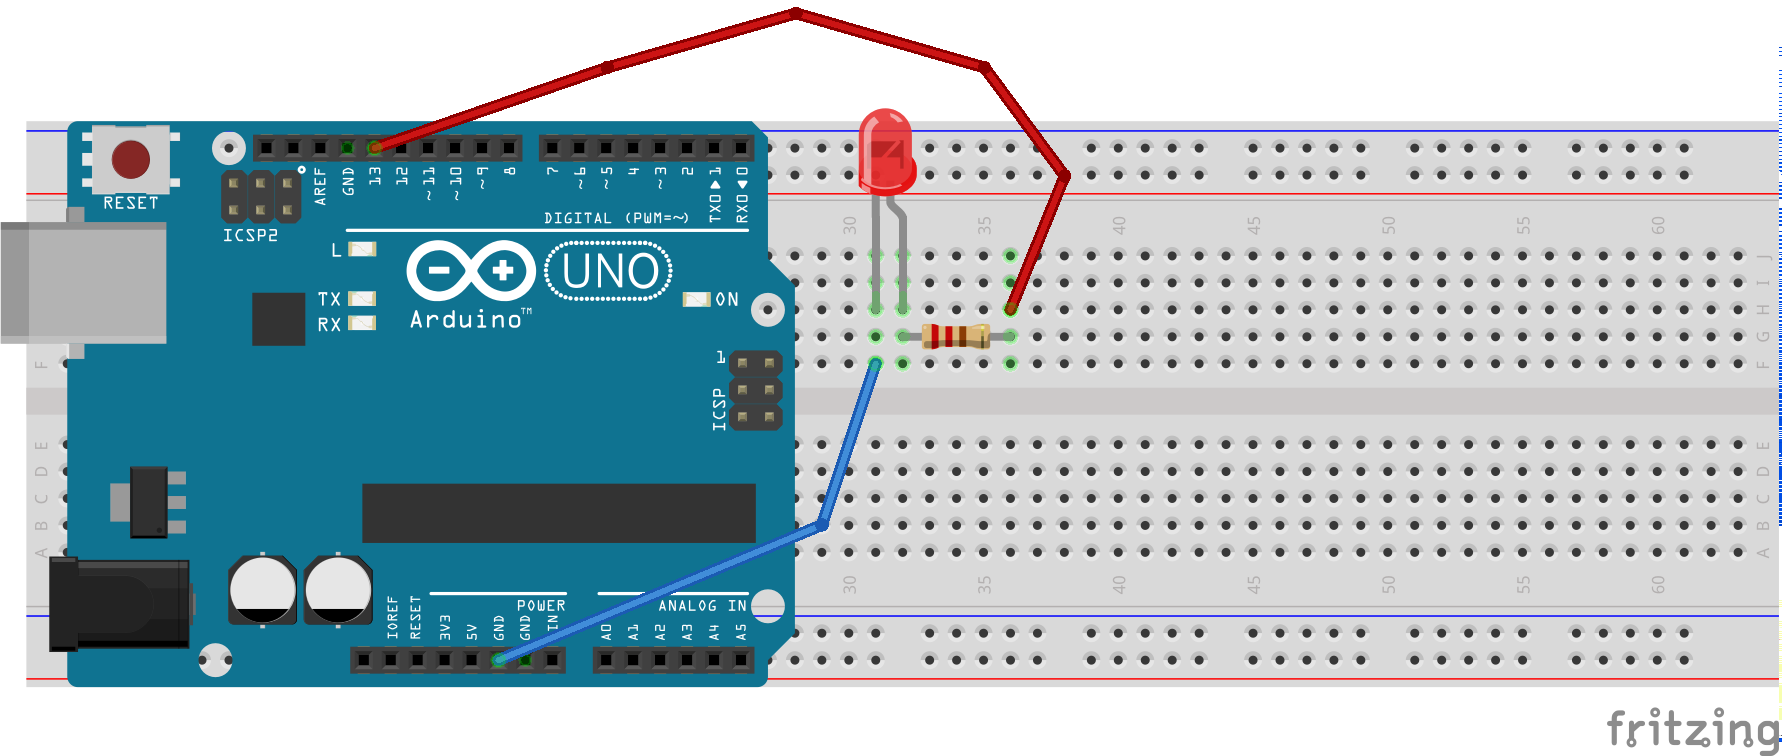 RESET
ICSP2
AREF
GND
13
12
~11
~10
~9
8
7
~6
~5
4
~3
2
TX0▶1
RX0◀0
DIGITAL (PWM=~)
L
TX
RX
Arduino™
UNO
ON
1
ICSP
POWER
ANALOG IN
IOREF
RESET
3V3
5V
GND
GND
VIN
A0
A1
A2
A3
A4
A5
30 35 40 45 50 55 60
J
I
H
G
F
F
E
D
C
B
A
E
D
C
B
A
30 35 40 45 50 55 60
fritzing